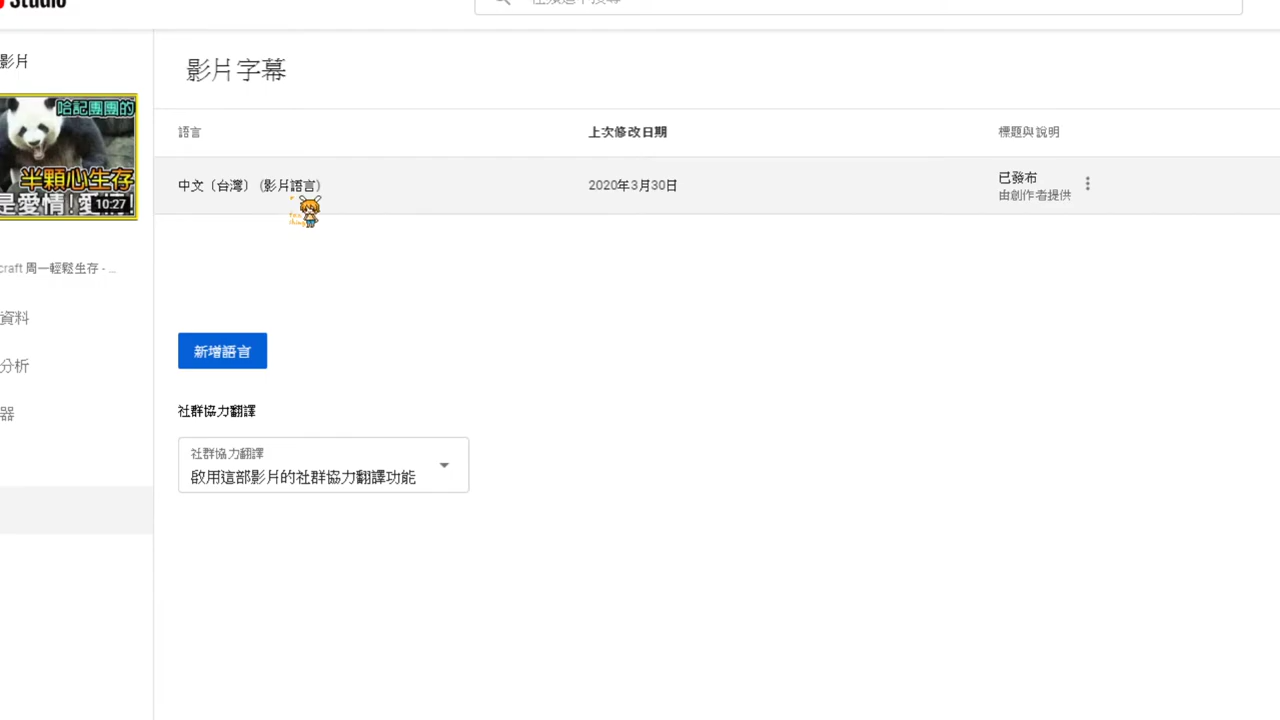 Studio
影片
影片字幕
語言
上次修改日期
標題與說明
哈記團團的
半顆心生存
是愛情!愛情!
10:27
中文（台灣） (影片語言)
2020年3月30日
已發布
由創作者提供
craft 周一輕鬆生存 - ...
資料
新增語言
分析
社群協力翻譯
器
社群協力翻譯
啟用這部影片的社群協力翻譯功能